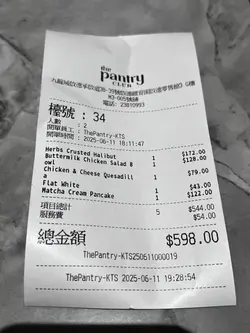 the
Pantry
CLUB
電話: 23810993
檯號: 34
人數 : 2
開單員工 : ThePantry-KTS
開單時間 : 2025-06-11 18:11:47
Herbs Crusted Halibut 1 $172.00
Buttermilk Chicken Salad B 1 $128.00
owl
Chicken & Cheese Quesadill 1 $79.00
a
Flat White 1 $43.00
Matcha Cream Pancake 1 $122.00
項目總計 5 $544.00
服務費 $54.00
總金額 $598.00
ThePantry-KTS250611000019
ThePantry-KTS 2025-06-11 19:28:54